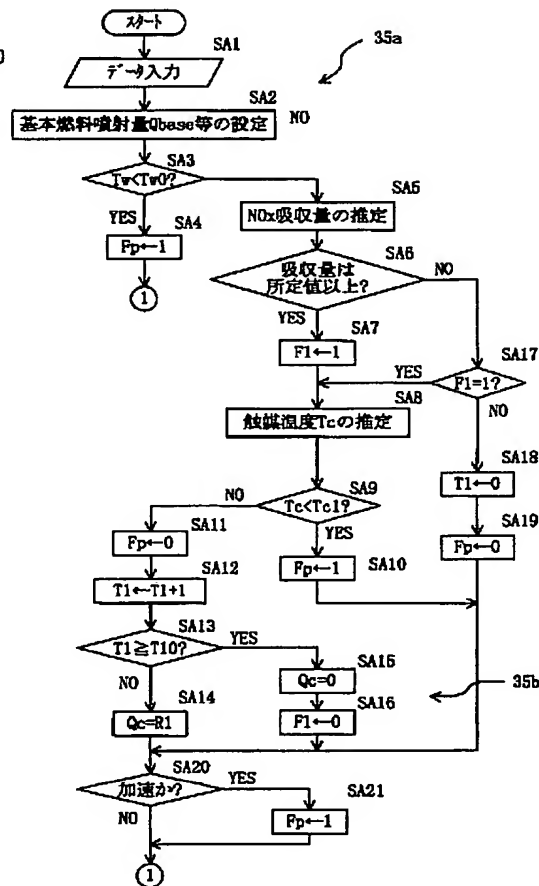 スタート
SA1
35a
データ入力
SA2
基本燃料噴射量Qbase等の設定
NO
SA3
Tw<Tw0?
SA5
YES
SA4
NOx吸収量の推定
Fp←1
SA6
吸収量は
所定値以上?
NO
1
YES
SA7
F1←1
SA17
YES
F1=1?
SA8
NO
触媒温度Tcの推定
SA18
T1←0
SA9
NO
Tc<Tc1?
SA19
SA11
YES
Fp←0
Fp←0
SA10
SA12
Fp←1
T1←T1+1
SA13
T1≧T10?
YES
SA15
Qc=0
35b
NO
SA14
SA16
Qc=R1
F1←0
SA20
加速か?
YES
SA21
NO
Fp←1
1